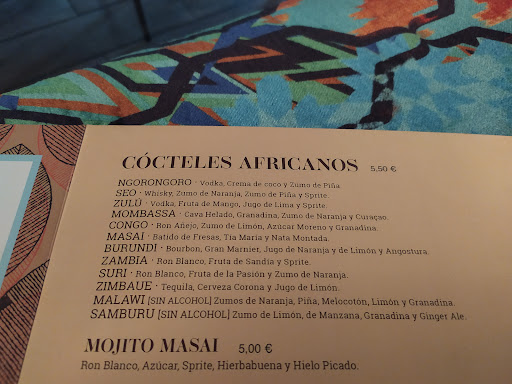 CÓCTELES AFRICANOS 5,50 €
NGORONGORO · Vodka, Crema de coco y Zumo de Piña.
SEO · Whisky, Zumo de Naranja, Zumo de Piña y Sprite.
ZULÚ · Vodka, Fruta de Mango, Jugo de Lima y Sprite.
MOMBASSA · Cava Helado, Granadina, Zumo de Naranja y Curaçao.
CONGO · Ron Añejo, Zumo de Limón, Azúcar Moreno y Granadina.
MASAI · Batido de Fresas, Tía María y Nata Montada.
BURUNDI · Bourbon, Gran Marnier, Jugo de Naranja y de Limón y Angostura.
ZAMBIA · Ron Blanco, Fruta de Sandía y Sprite.
SURI · Ron Blanco, Fruta de la Pasión y Zumo de Naranja.
ZIMBAUE · Tequila, Cerveza Corona y Jugo de Limón.
MALAWI [SIN ALCOHOL] Zumos de Naranja, Piña, Melocotón, Limón y Granadina.
SAMBURU [SIN ALCOHOL] Zumo de Limón, de Manzana, Granadina y Ginger Ale.
MOJITO MASAI 5,00 €
Ron Blanco, Azúcar, Sprite, Hierbabuena y Hielo Picado.